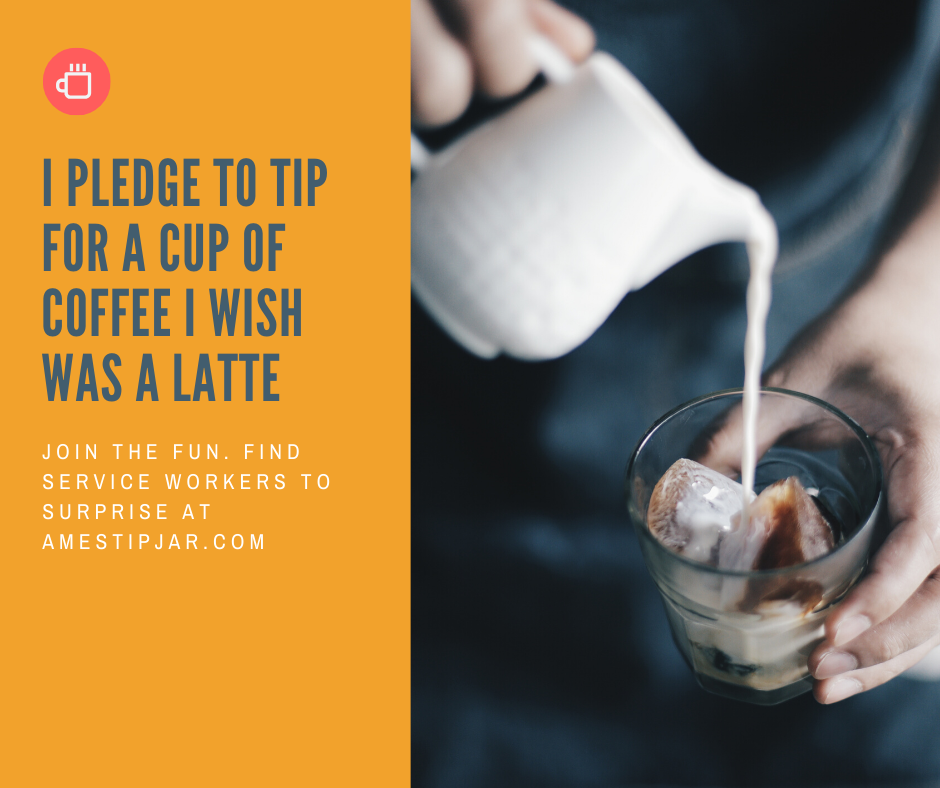 I PLEDGE TO TIP
FOR A CUP OF
COFFEE I WISH
WAS A LATTE
JOIN THE FUN. FIND
SERVICE WORKERS TO
SURPRISE AT
AMESTIPJAR.COM